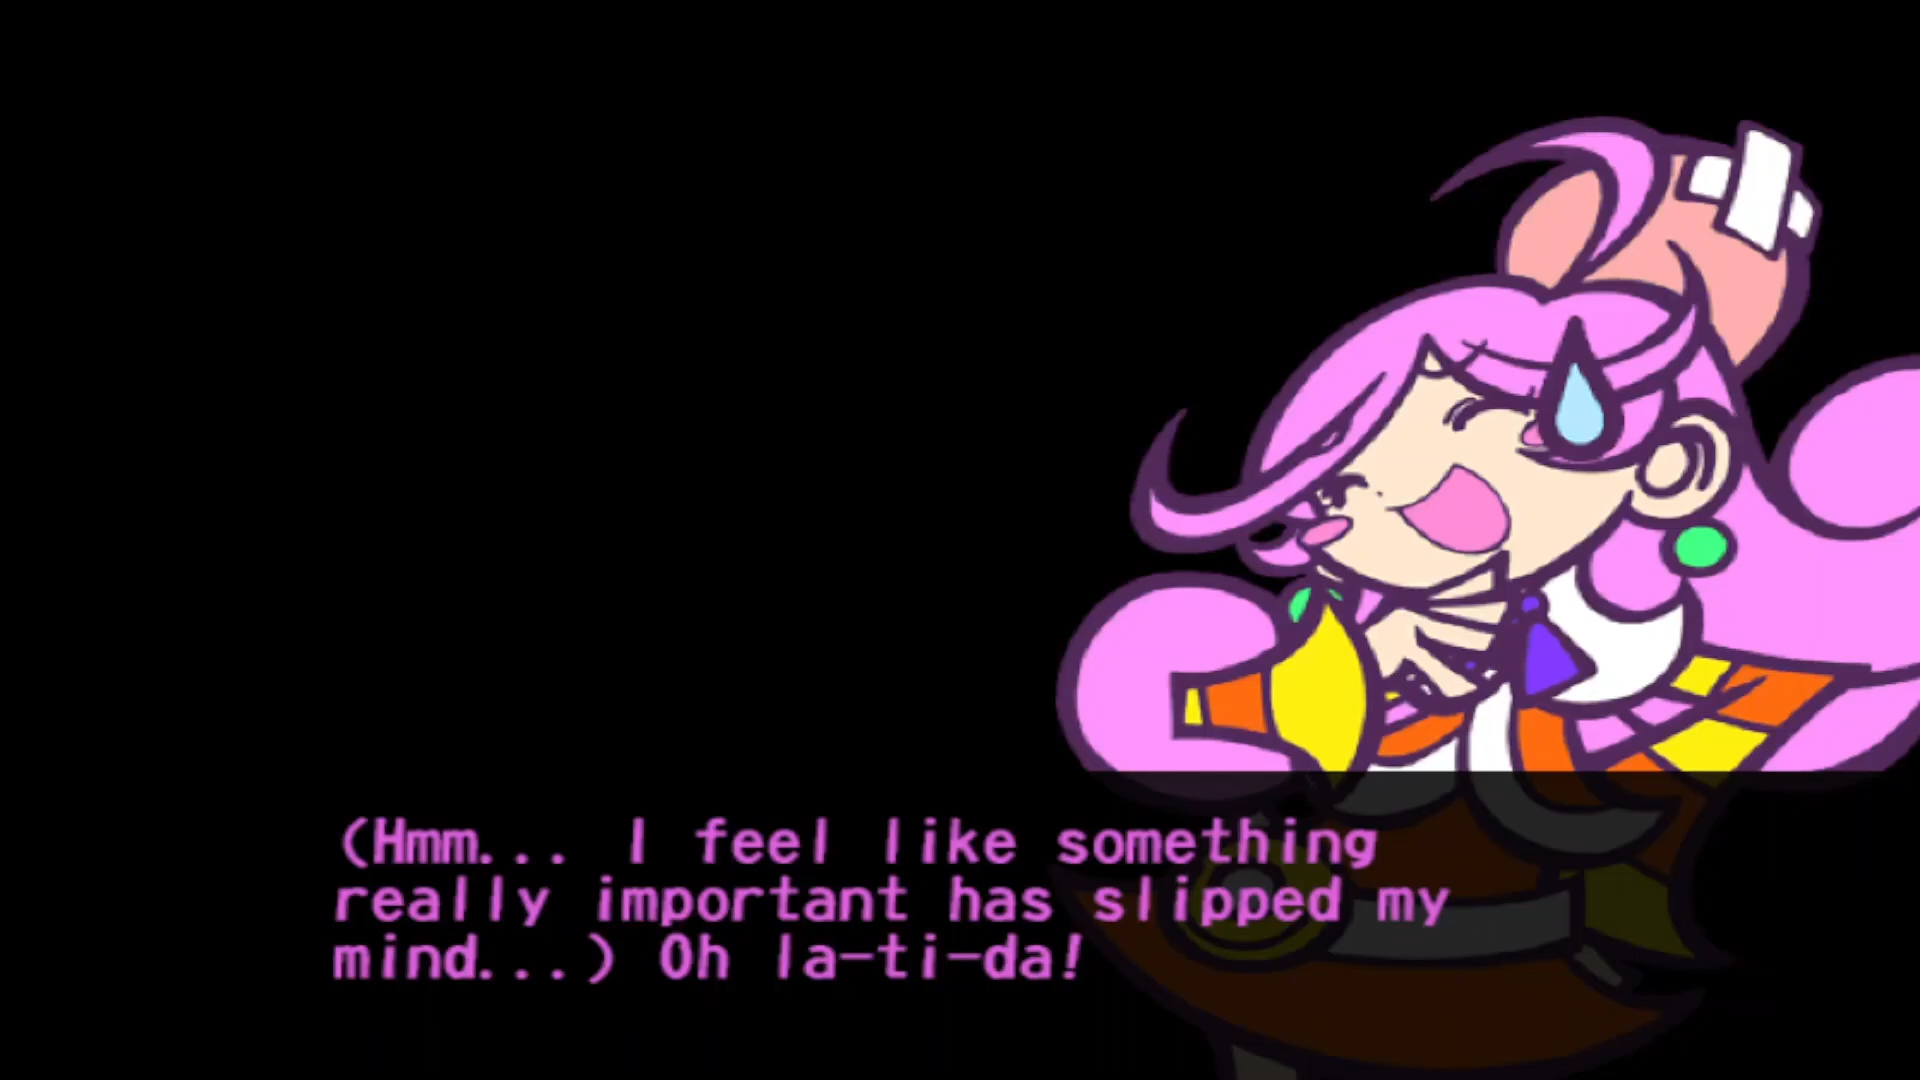 (Hmm... I feel like something
really important has slipped my
mind...) Oh la-ti-da!